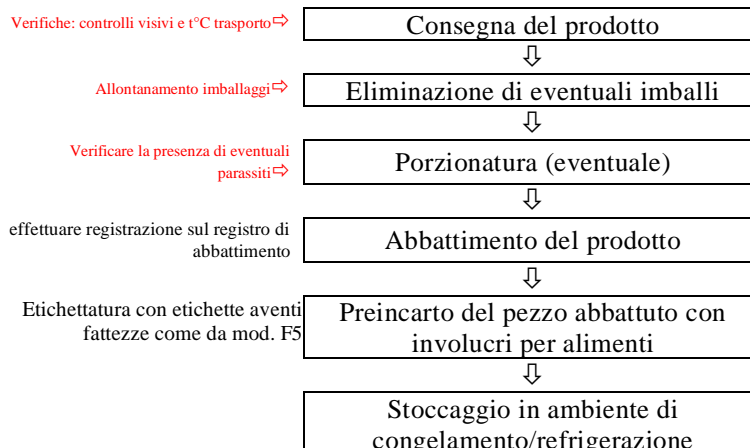 Verifiche: controlli visivi e t°C trasporto⇨
Consegna del prodotto
⇩
Allontanamento imballaggi⇨
Eliminazione di eventuali imballi
⇩
Verificare la presenza di eventuali
parassiti⇨
Porzionatura (eventuale)
⇩
effettuare registrazione sul registro di
abbattimento
Abbattimento del prodotto
⇩
Etichettatura con etichette aventi
fattezze come da mod. F5
Preincarto del pezzo abbattuto con
involucri per alimenti
⇩
Stoccaggio in ambiente di
congelamento/refrigerazione